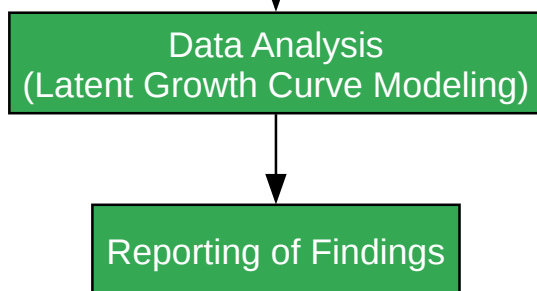 Data Analysis
(Latent Growth Curve Modeling)
Reporting of Findings